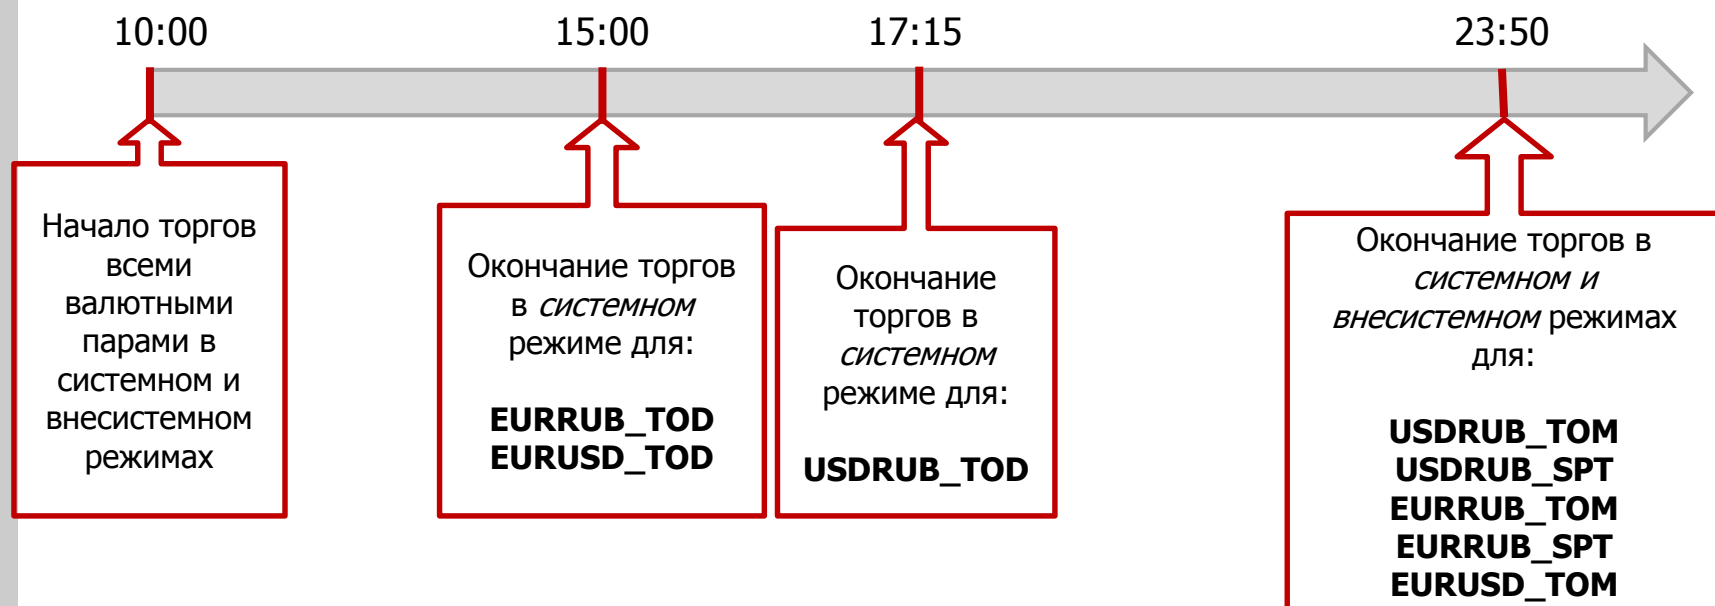 10:00
15:00
17:15
23:50
Начало торгов
всеми
валютными
парами в
системном и
внесистемном
режимах
Окончание торгов
в системном
режиме для:
EURRUB_TOD
EURUSD_TOD
Окончание
торгов в
системном
режиме для:
USDRUB_TOD
Окончание торгов в
системном и
внесистемном режимах
для:
USDRUB_TOM
USDRUB_SPT
EURRUB_TOM
EURRUB_SPT
EURUSD_TOM